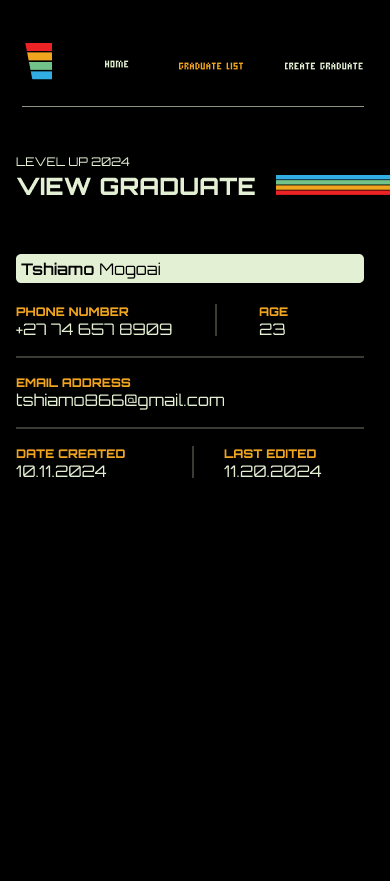 HOME GRADUATE LIST CREATE GRADUATE
LEVEL UP 2024
VIEW GRADUATE
Tshiamo Mogoai
PHONE NUMBER AGE
+27 74 657 8909 23
EMAIL ADDRESS
tshiamo866@gmail.com
DATE CREATED LAST EDITED
10.11.2024 11.20.2024